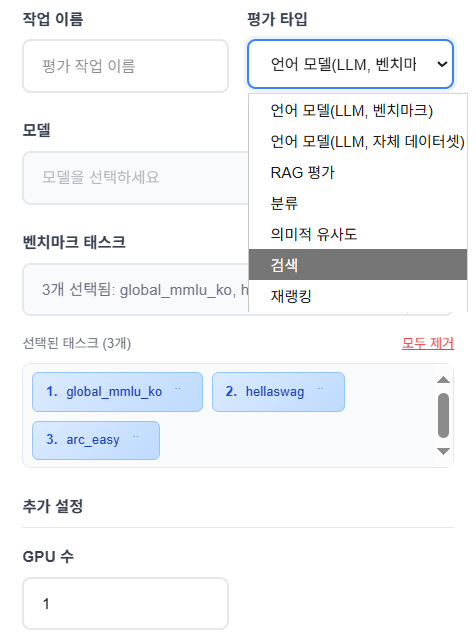 작업 이름
평가 타입
평가 작업 이름
언어 모델(LLM, 벤치마
언어 모델(LLM, 벤치마크)
언어 모델(LLM, 자체 데이터셋)
RAG 평가
분류
의미적 유사도
검색
재랭킹
모델
모델을 선택하세요
벤치마크 태스크
3개 선택됨: global_mmlu_ko, h
선택된 태스크 (3개)
모두 제거
1. global_mmlu_ko
2. hellaswag
3. arc_easy
추가 설정
GPU 수
1